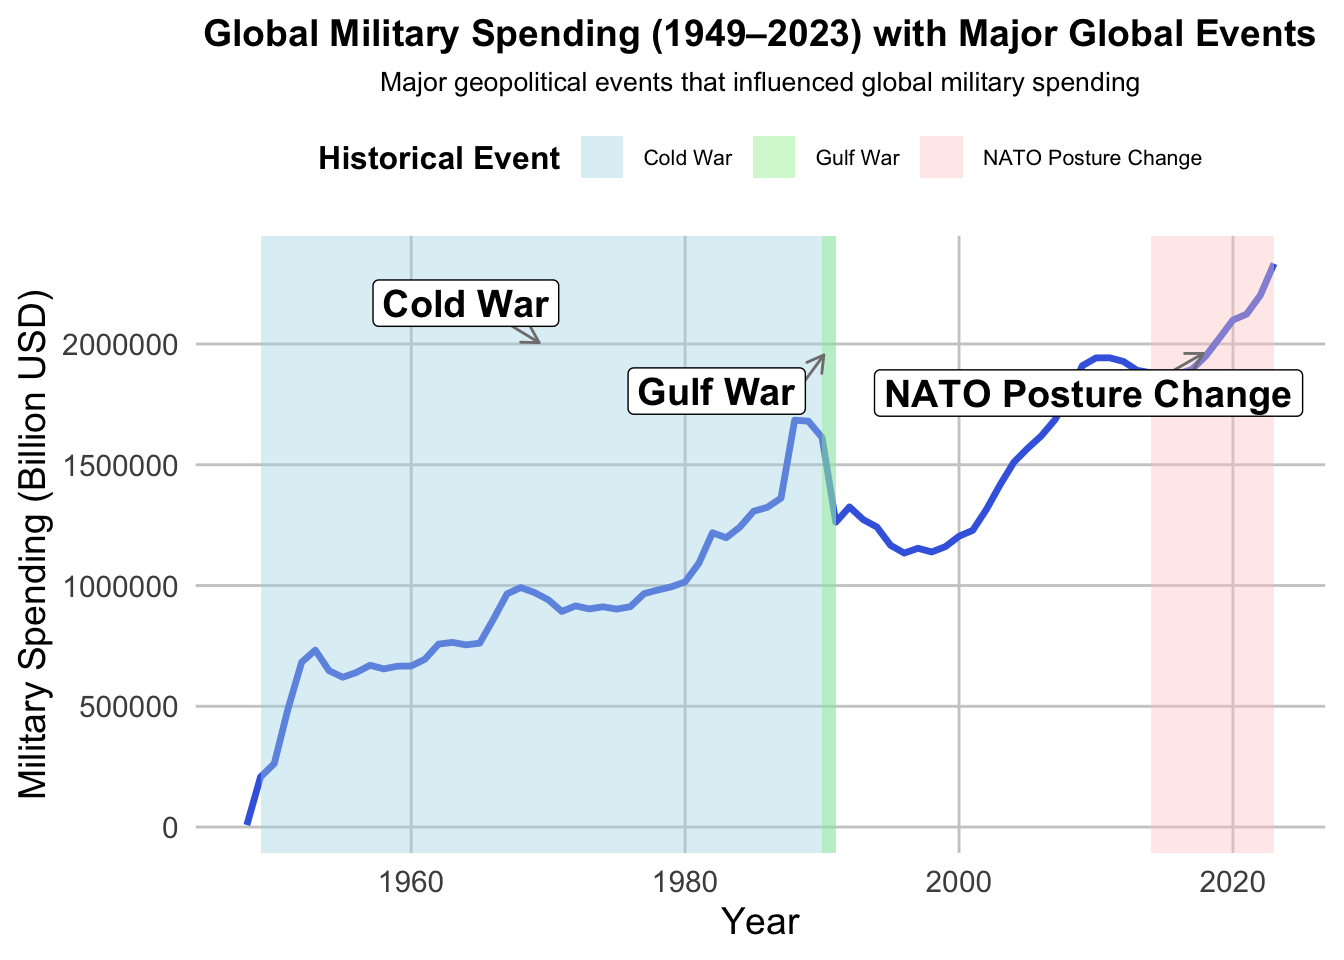 Global Military Spending (1949–2023) with Major Global Events
Major geopolitical events that influenced global military spending
Historical Event Cold War Gulf War NATO Posture Change
Military Spending (Billion USD)
2000000
1500000
1000000
500000
0
Cold War
Gulf War
NATO Posture Change
1960 1980 2000 2020
Year